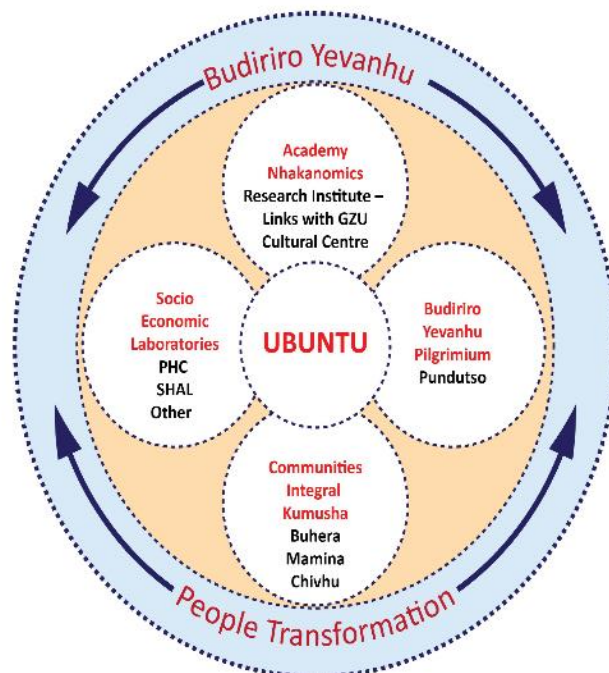 Budiriro Yevanhu
Academy
Nhakanomics
Research Institute –
Links with GZU
Cultural Centre
Socio
Economic
Laboratories
PHC
SHAL
Other
UBUNTU
Budiriro
Yevanhu
Pilgrimium
Pundutso
Communities
Integral
Kumusha
Buhera
Mamina
Chivhu
People Transformation